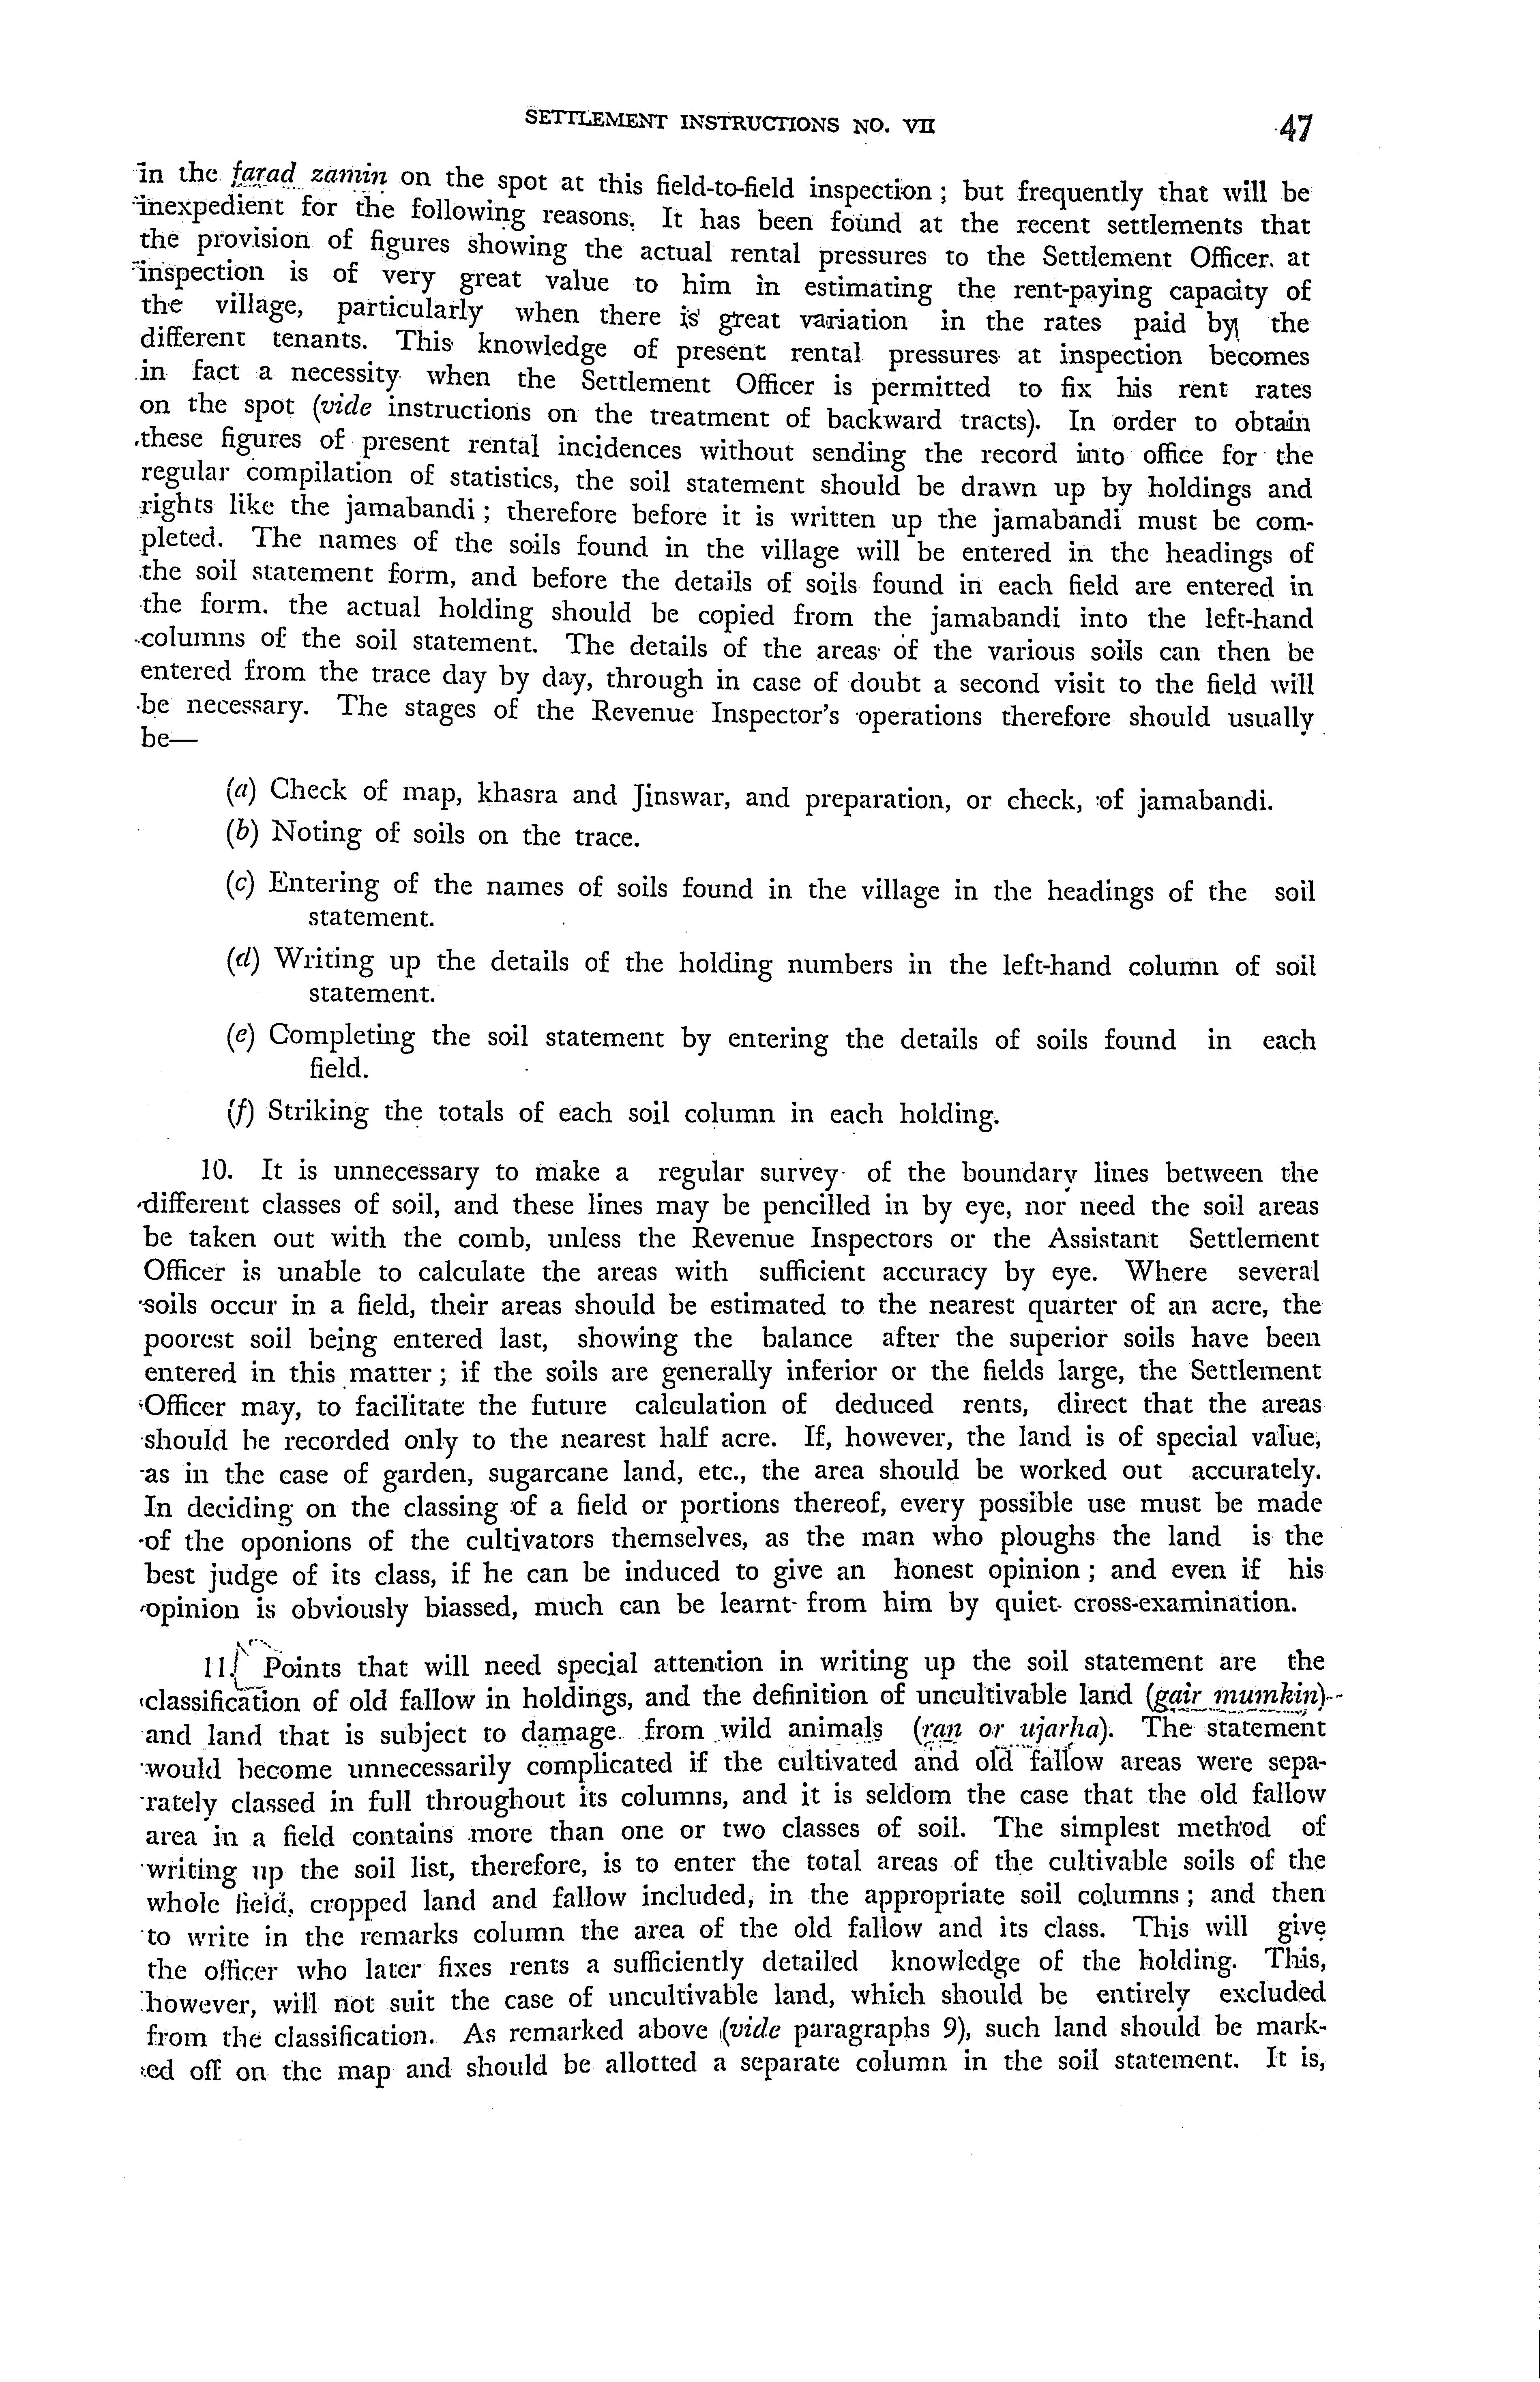 SETTLEMENT INSTRUCTIONS NO. VII
47
in the farad zamin on the spot at this field-to-field inspection ; but frequently that will be
inexpedient for the following reasons. It has been found at the recent settlements that
the provision of figures showing the actual rental pressures to the Settlement Officer. at
inspection is of very great value to him in estimating the rent-paying capacity of
the village, particularly when there is great variation in the rates paid by the
different tenants. This knowledge of present rental pressures at inspection becomes
in fact a necessity when the Settlement Officer is permitted to fix his rent rates
on the spot (vide instructions on the treatment of backward tracts). In order to obtain
these figures of present rental incidences without sending the record into office for the
regular compilation of statistics, the soil statement should be drawn up by holdings and
rights like the jamabandi ; therefore before it is written up the jamabandi must be com-
pleted. The names of the soils found in the village will be entered in the headings of
the soil statement form, and before the details of soils found in each field are entered in
the form. the actual holding should be copied from the jamabandi into the left-hand
columns of the soil statement. The details of the areas of the various soils can then be
entered from the trace day by day, through in case of doubt a second visit to the field will
be necessary. The stages of the Revenue Inspector's operations therefore should usually
be—
(a) Check of map, khasra and Jinswar, and preparation, or check, of jamabandi.
(b) Noting of soils on the trace.
(c) Entering of the names of soils found in the village in the headings of the soil
statement.
(d) Writing up the details of the holding numbers in the left-hand column of soil
statement.
(e) Completing the soil statement by entering the details of soils found in each
field.
(f) Striking the totals of each soil column in each holding.
10. It is unnecessary to make a regular survey of the boundary lines between the
different classes of soil, and these lines may be pencilled in by eye, nor need the soil areas
be taken out with the comb, unless the Revenue Inspectors or the Assistant Settlement
Officer is unable to calculate the areas with sufficient accuracy by eye. Where several
soils occur in a field, their areas should be estimated to the nearest quarter of an acre, the
poorest soil being entered last, showing the balance after the superior soils have been
entered in this matter ; if the soils are generally inferior or the fields large, the Settlement
Officer may, to facilitate the future calculation of deduced rents, direct that the areas
should be recorded only to the nearest half acre. If, however, the land is of special value,
as in the case of garden, sugarcane land, etc., the area should be worked out accurately.
In deciding on the classing of a field or portions thereof, every possible use must be made
of the oponions of the cultivators themselves, as the man who ploughs the land is the
best judge of its class, if he can be induced to give an honest opinion ; and even if his
opinion is obviously biassed, much can be learnt from him by quiet cross-examination.
11. Points that will need special attention in writing up the soil statement are the
classification of old fallow in holdings, and the definition of uncultivable land (gair mumkin)
and land that is subject to damage from wild animals (ran or ujarha). The statement
would become unnecessarily complicated if the cultivated and old fallow areas were sepa-
rately classed in full throughout its columns, and it is seldom the case that the old fallow
area in a field contains more than one or two classes of soil. The simplest method of
writing up the soil list, therefore, is to enter the total areas of the cultivable soils of the
whole field, cropped land and fallow included, in the appropriate soil columns ; and then
to write in the remarks column the area of the old fallow and its class. This will give
the officer who later fixes rents a sufficiently detailed knowledge of the holding. This,
however, will not suit the case of uncultivable land, which should be entirely excluded
from the classification. As remarked above (vide paragraphs 9), such land should be mark-
ed off on the map and should be allotted a separate column in the soil statement. It is,